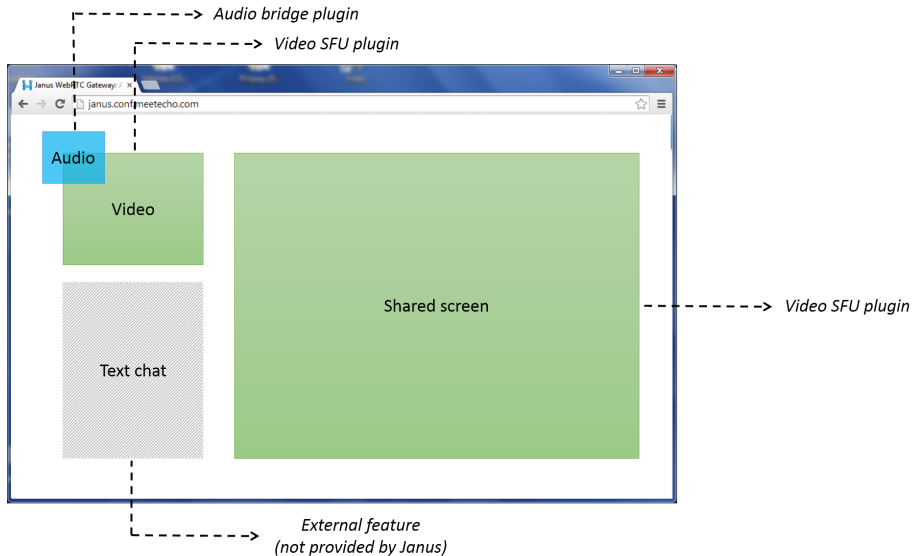 Audio bridge plugin
Video SFU plugin
Janus WebRTC Gateway: A
janus.conf.meetecho.com
Audio
Video
Shared screen
Video SFU plugin
Text chat
External feature
(not provided by Janus)